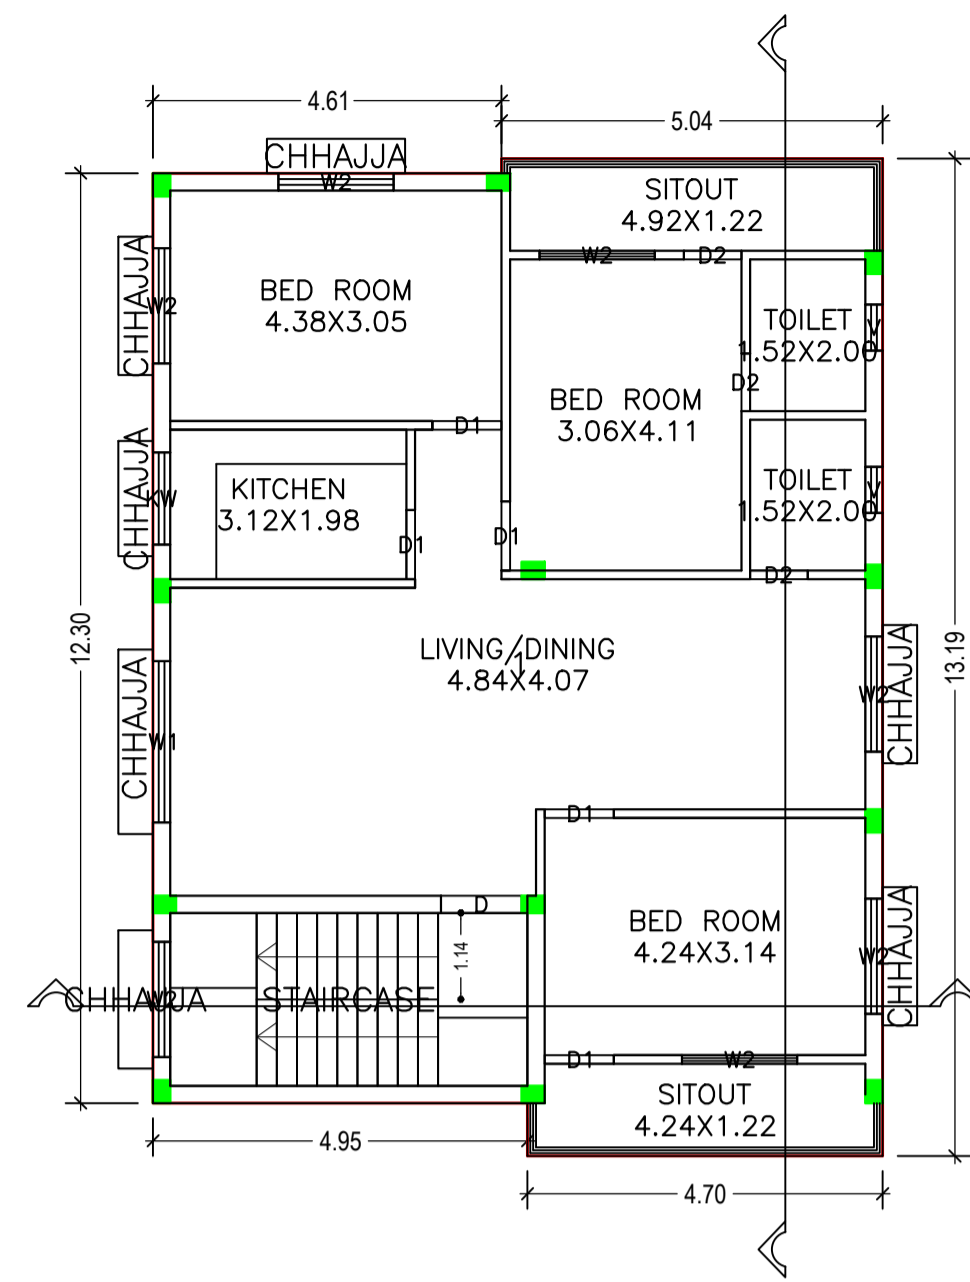 4.61
5.04
CHHAJJA
W2
SITOUT
4.92X1.22
W2
D2
CHHAJJA
W2
BED ROOM
4.38X3.05
TOILET
1.52X2.00
V
D2
BED ROOM
3.06X4.11
D1
CHHAJJA
KW
KITCHEN
3.12X1.98
D1
D1
TOILET
1.52X2.00
V
D2
12.30
13.19
LIVING/DINING
1
4.84X4.07
CHHAJJA
W1
W2
CHHAJJA
D1
D
1.14
BED ROOM
4.24X3.14
W2
CHHAJJA
CHHAJJA
W2
STAIRCASE
D1
W2
SITOUT
4.24X1.22
4.95
4.70